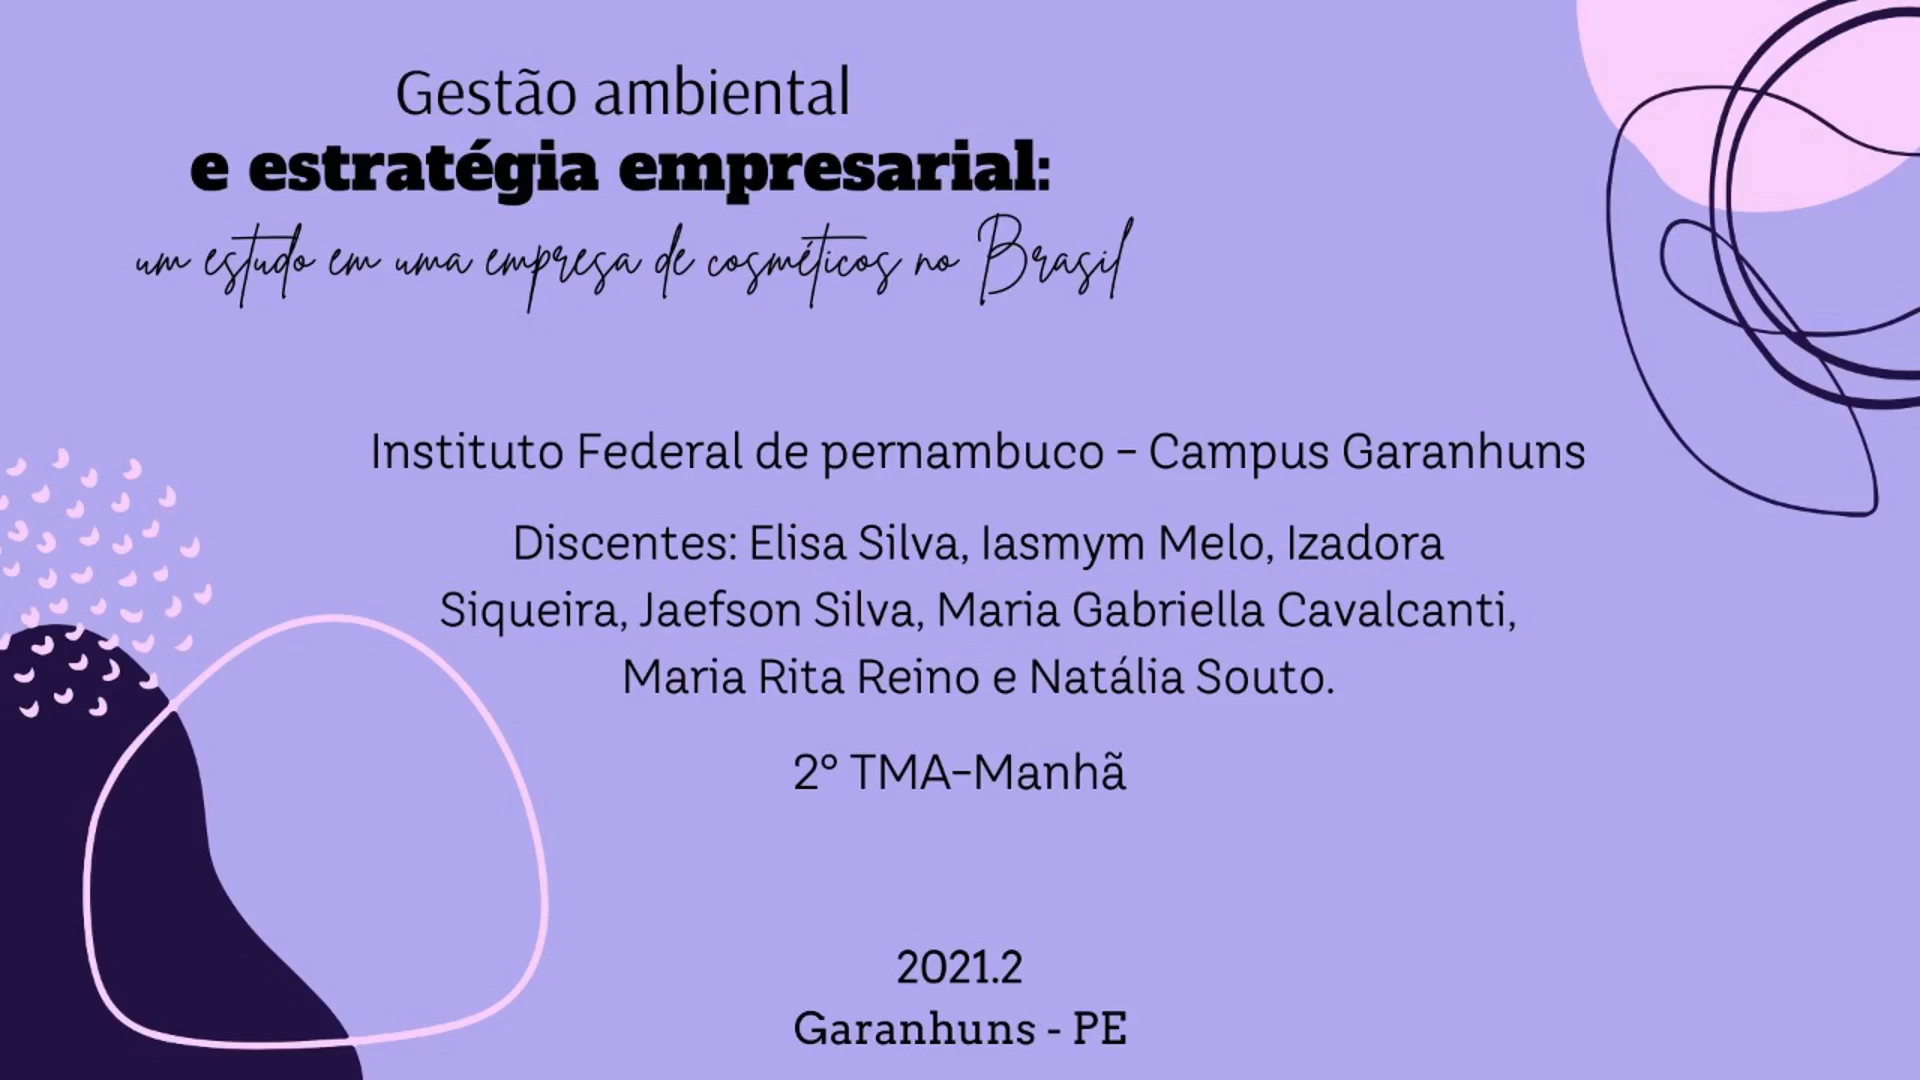 Gestão ambiental
e estratégia empresarial:
um estudo em uma empresa de cosméticos no Brasil
Instituto Federal de pernambuco - Campus Garanhuns
Discentes: Elisa Silva, Iasmym Melo, Izadora
Siqueira, Jaefson Silva, Maria Gabriella Cavalcanti,
Maria Rita Reino e Natália Souto.
2° TMA-Manhã
2021.2
Garanhuns - PE